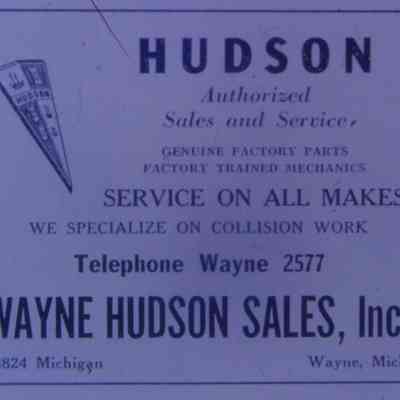 HUDSON
Authorized
Sales and Service,
GENUINE FACTORY PARTS
FACTORY TRAINED MECHANICS
SERVICE ON ALL MAKES
WE SPECIALIZE ON COLLISION WORK
Telephone Wayne 2577
WAYNE HUDSON SALES, Inc
824 Michigan
Wayne, Mich